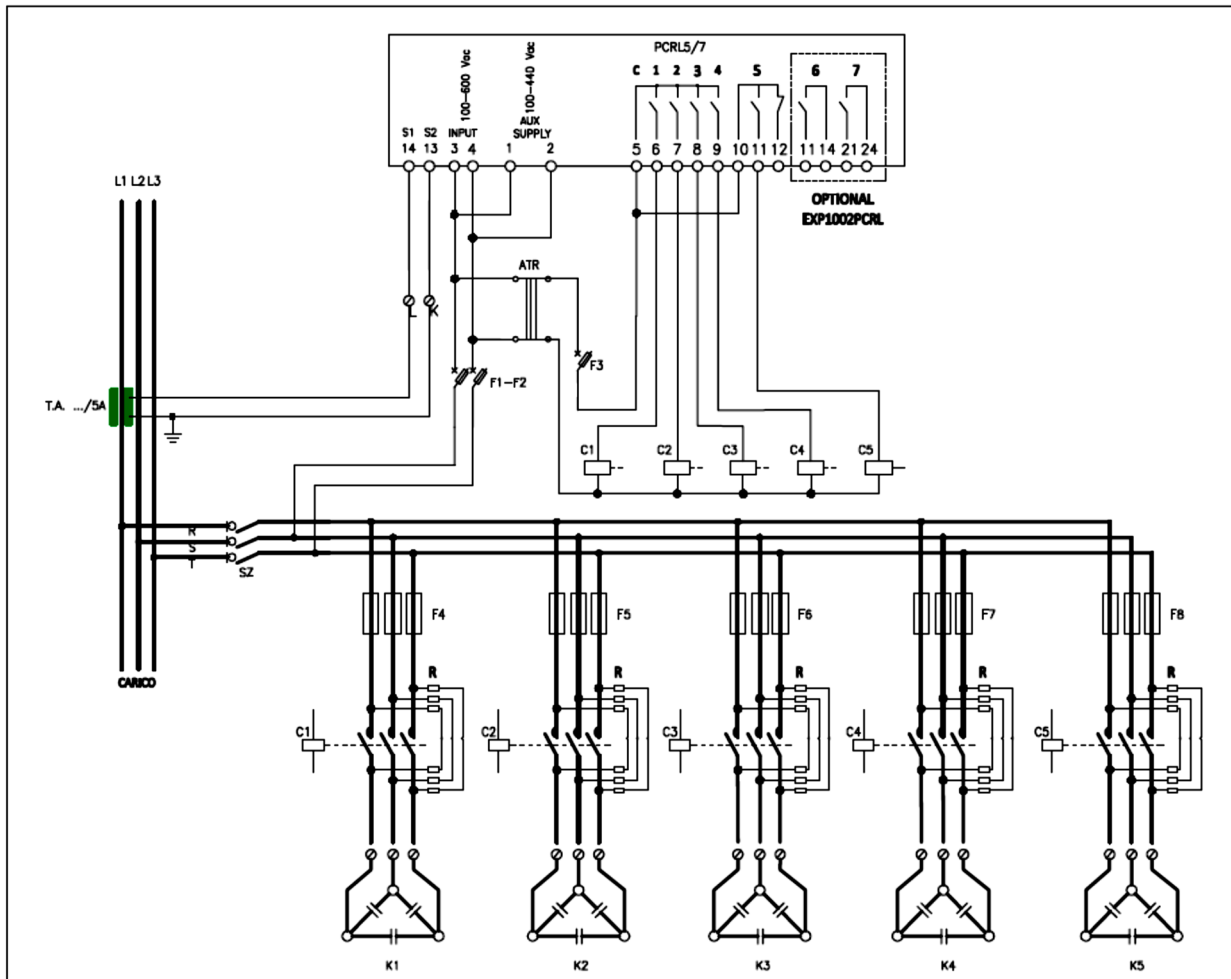 PCRL5/7
100-600 Vac
100-440 Vac
C 1 2 3 4 5 6 7
S1 S2 INPUT AUX SUPPLY
14 13 3 4 1 2 5 6 7 8 9 10 11 12 11 14 21 24
OPTIONAL
EXP1002PCRL
L1 L2 L3
ATR
L K
F3
F1-F2
T.A. .../5A
C1 C2 C3 C4 C5
R
S
T
SZ
F4 F5 F6 F7 F8
CARICO
R R R R R
C1 C2 C3 C4 C5
K1 K2 K3 K4 K5